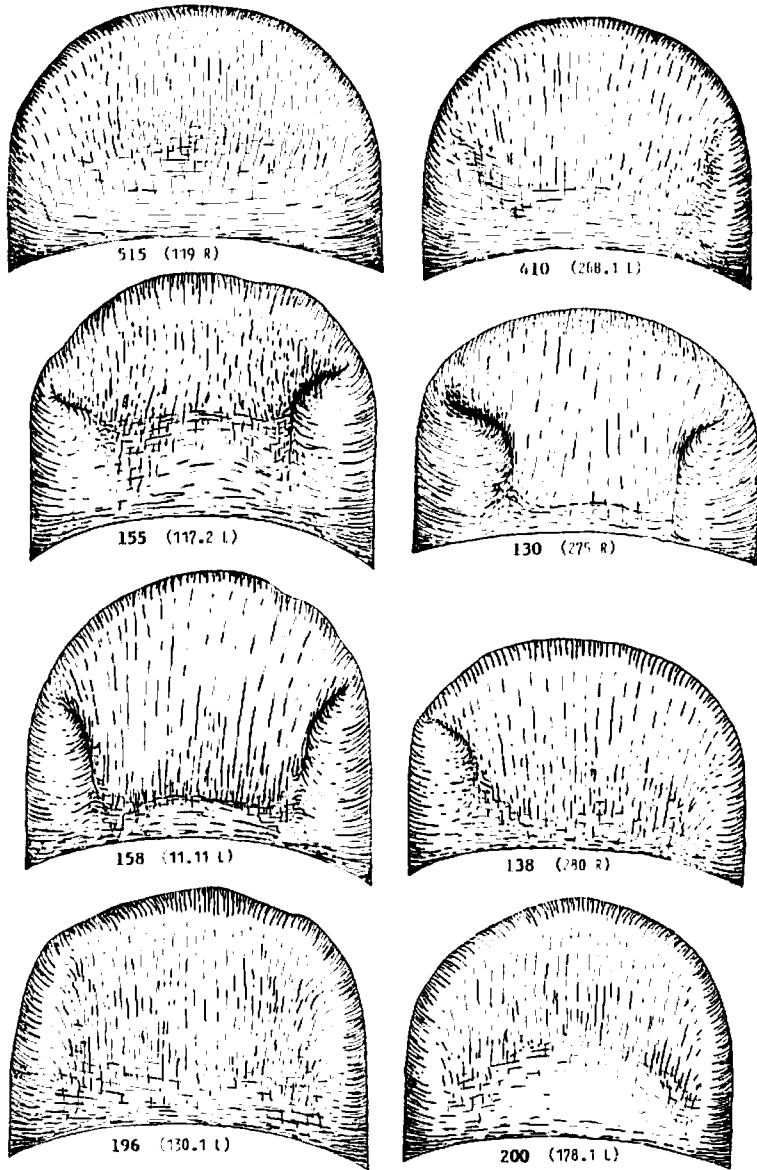 515 (119 R)
410 (268.1 L)
155 (117.2 L)
130 (275 R)
158 (11.11 L)
138 (280 R)
196 (130.1 L)
200 (178.1 L)